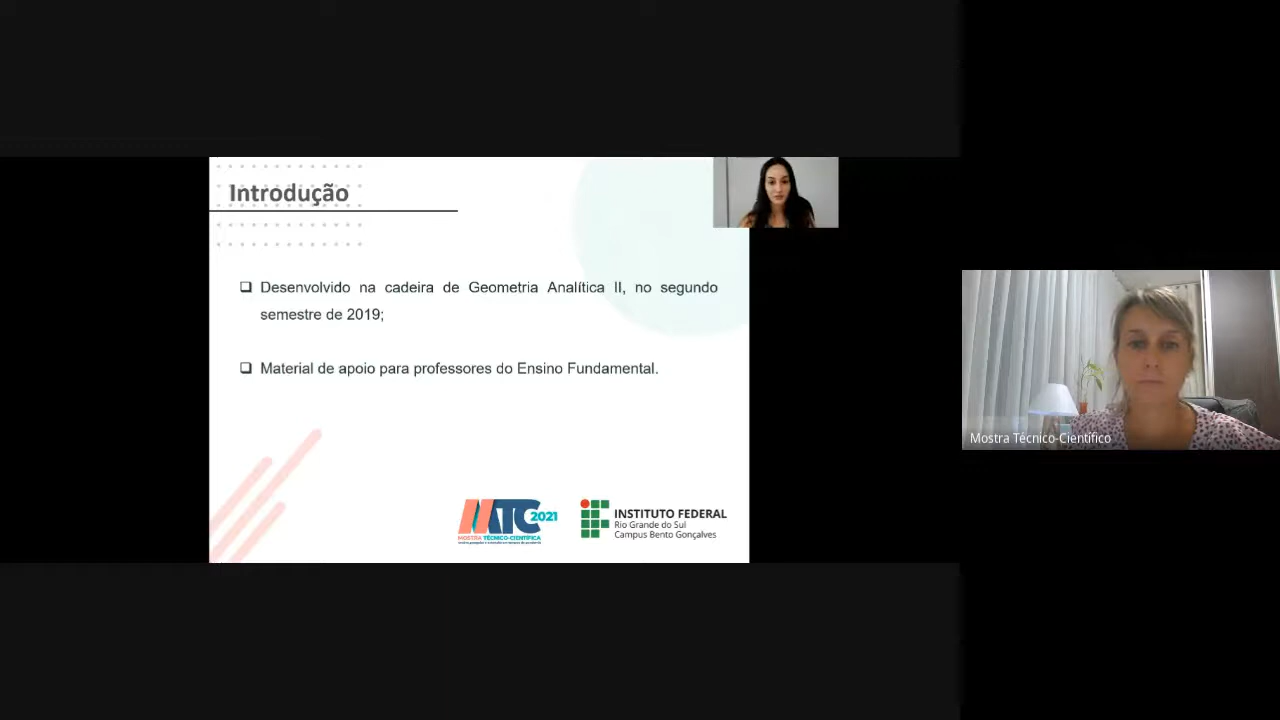 Introdução
❑ Desenvolvido na cadeira de Geometria Analítica II, no segundo
semestre de 2019;
❑ Material de apoio para professores do Ensino Fundamental.
MTC 2021
MOSTRA TÉCNICO-CIENTÍFICA
INSTITUTO FEDERAL
Rio Grande do Sul
Campus Bento Gonçalves
Mostra Técnico-Científico